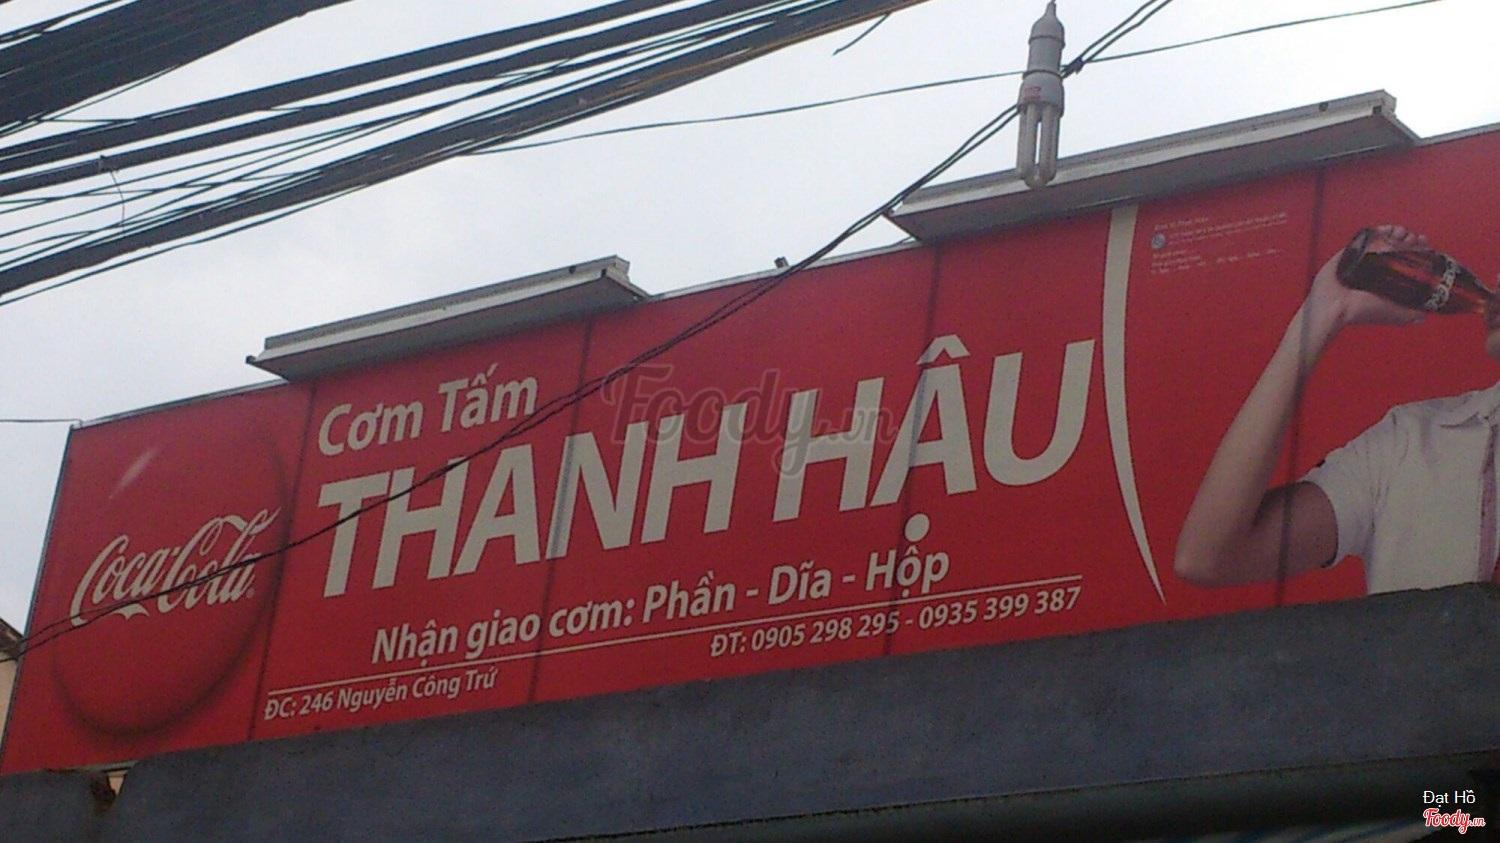 Cơm Tấm
THANH HẬU
Coca-Cola
Nhận giao cơm: Phần - Dĩa - Hộp
ĐC: 246 Nguyễn Công Trứ
ĐT: 0905 298 295 - 0935 399 387
Foody.vn
Đạt Hồ
Foody.vn